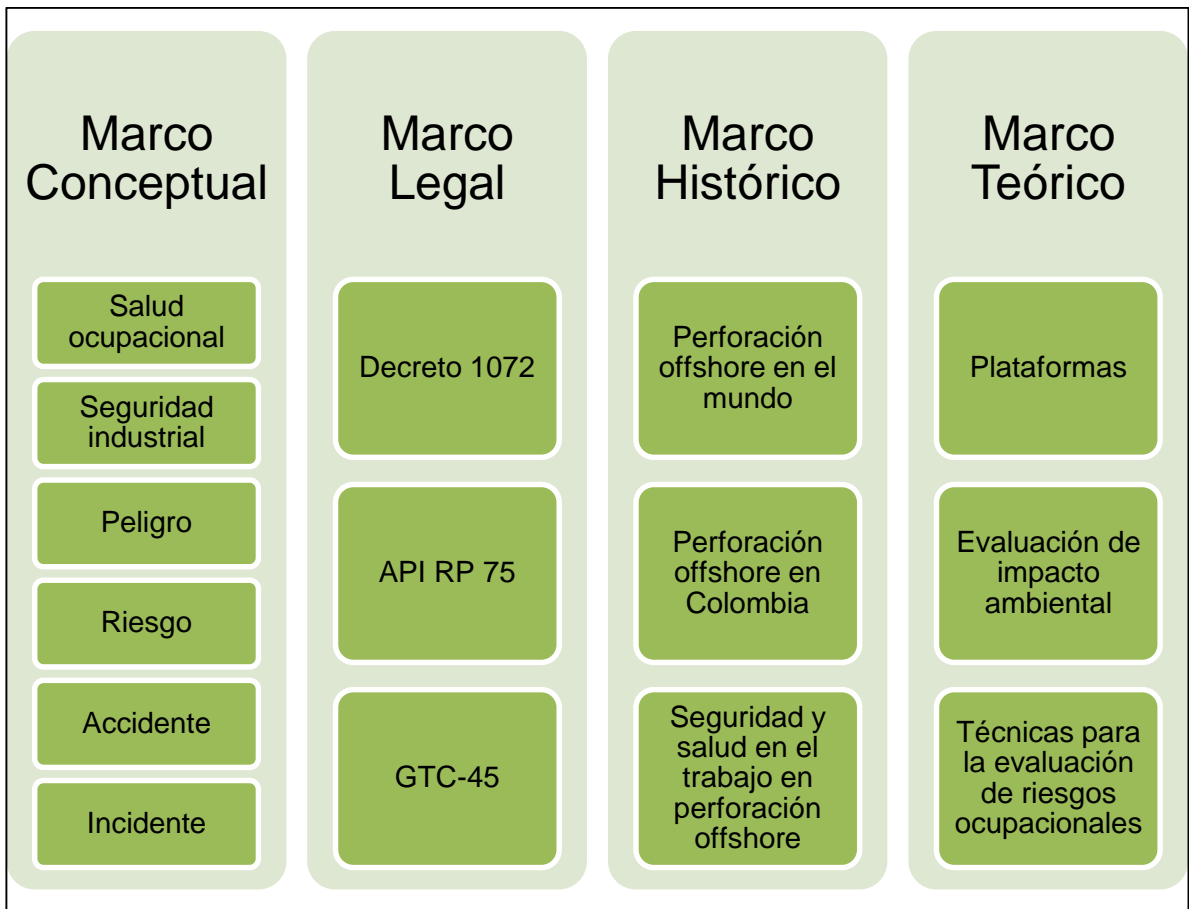 Marco
Conceptual
Salud
ocupacional
Seguridad
industrial
Peligro
Riesgo
Accidente
Incidente
Marco
Legal
Decreto 1072
API RP 75
GTC-45
Marco
Histórico
Perforación
offshore en el
mundo
Perforación
offshore en
Colombia
Seguridad y
salud en el
trabajo en
perforación
offshore
Marco
Teórico
Plataformas
Evaluación de
impacto
ambiental
Técnicas para
la evaluación
de riesgos
ocupacionales